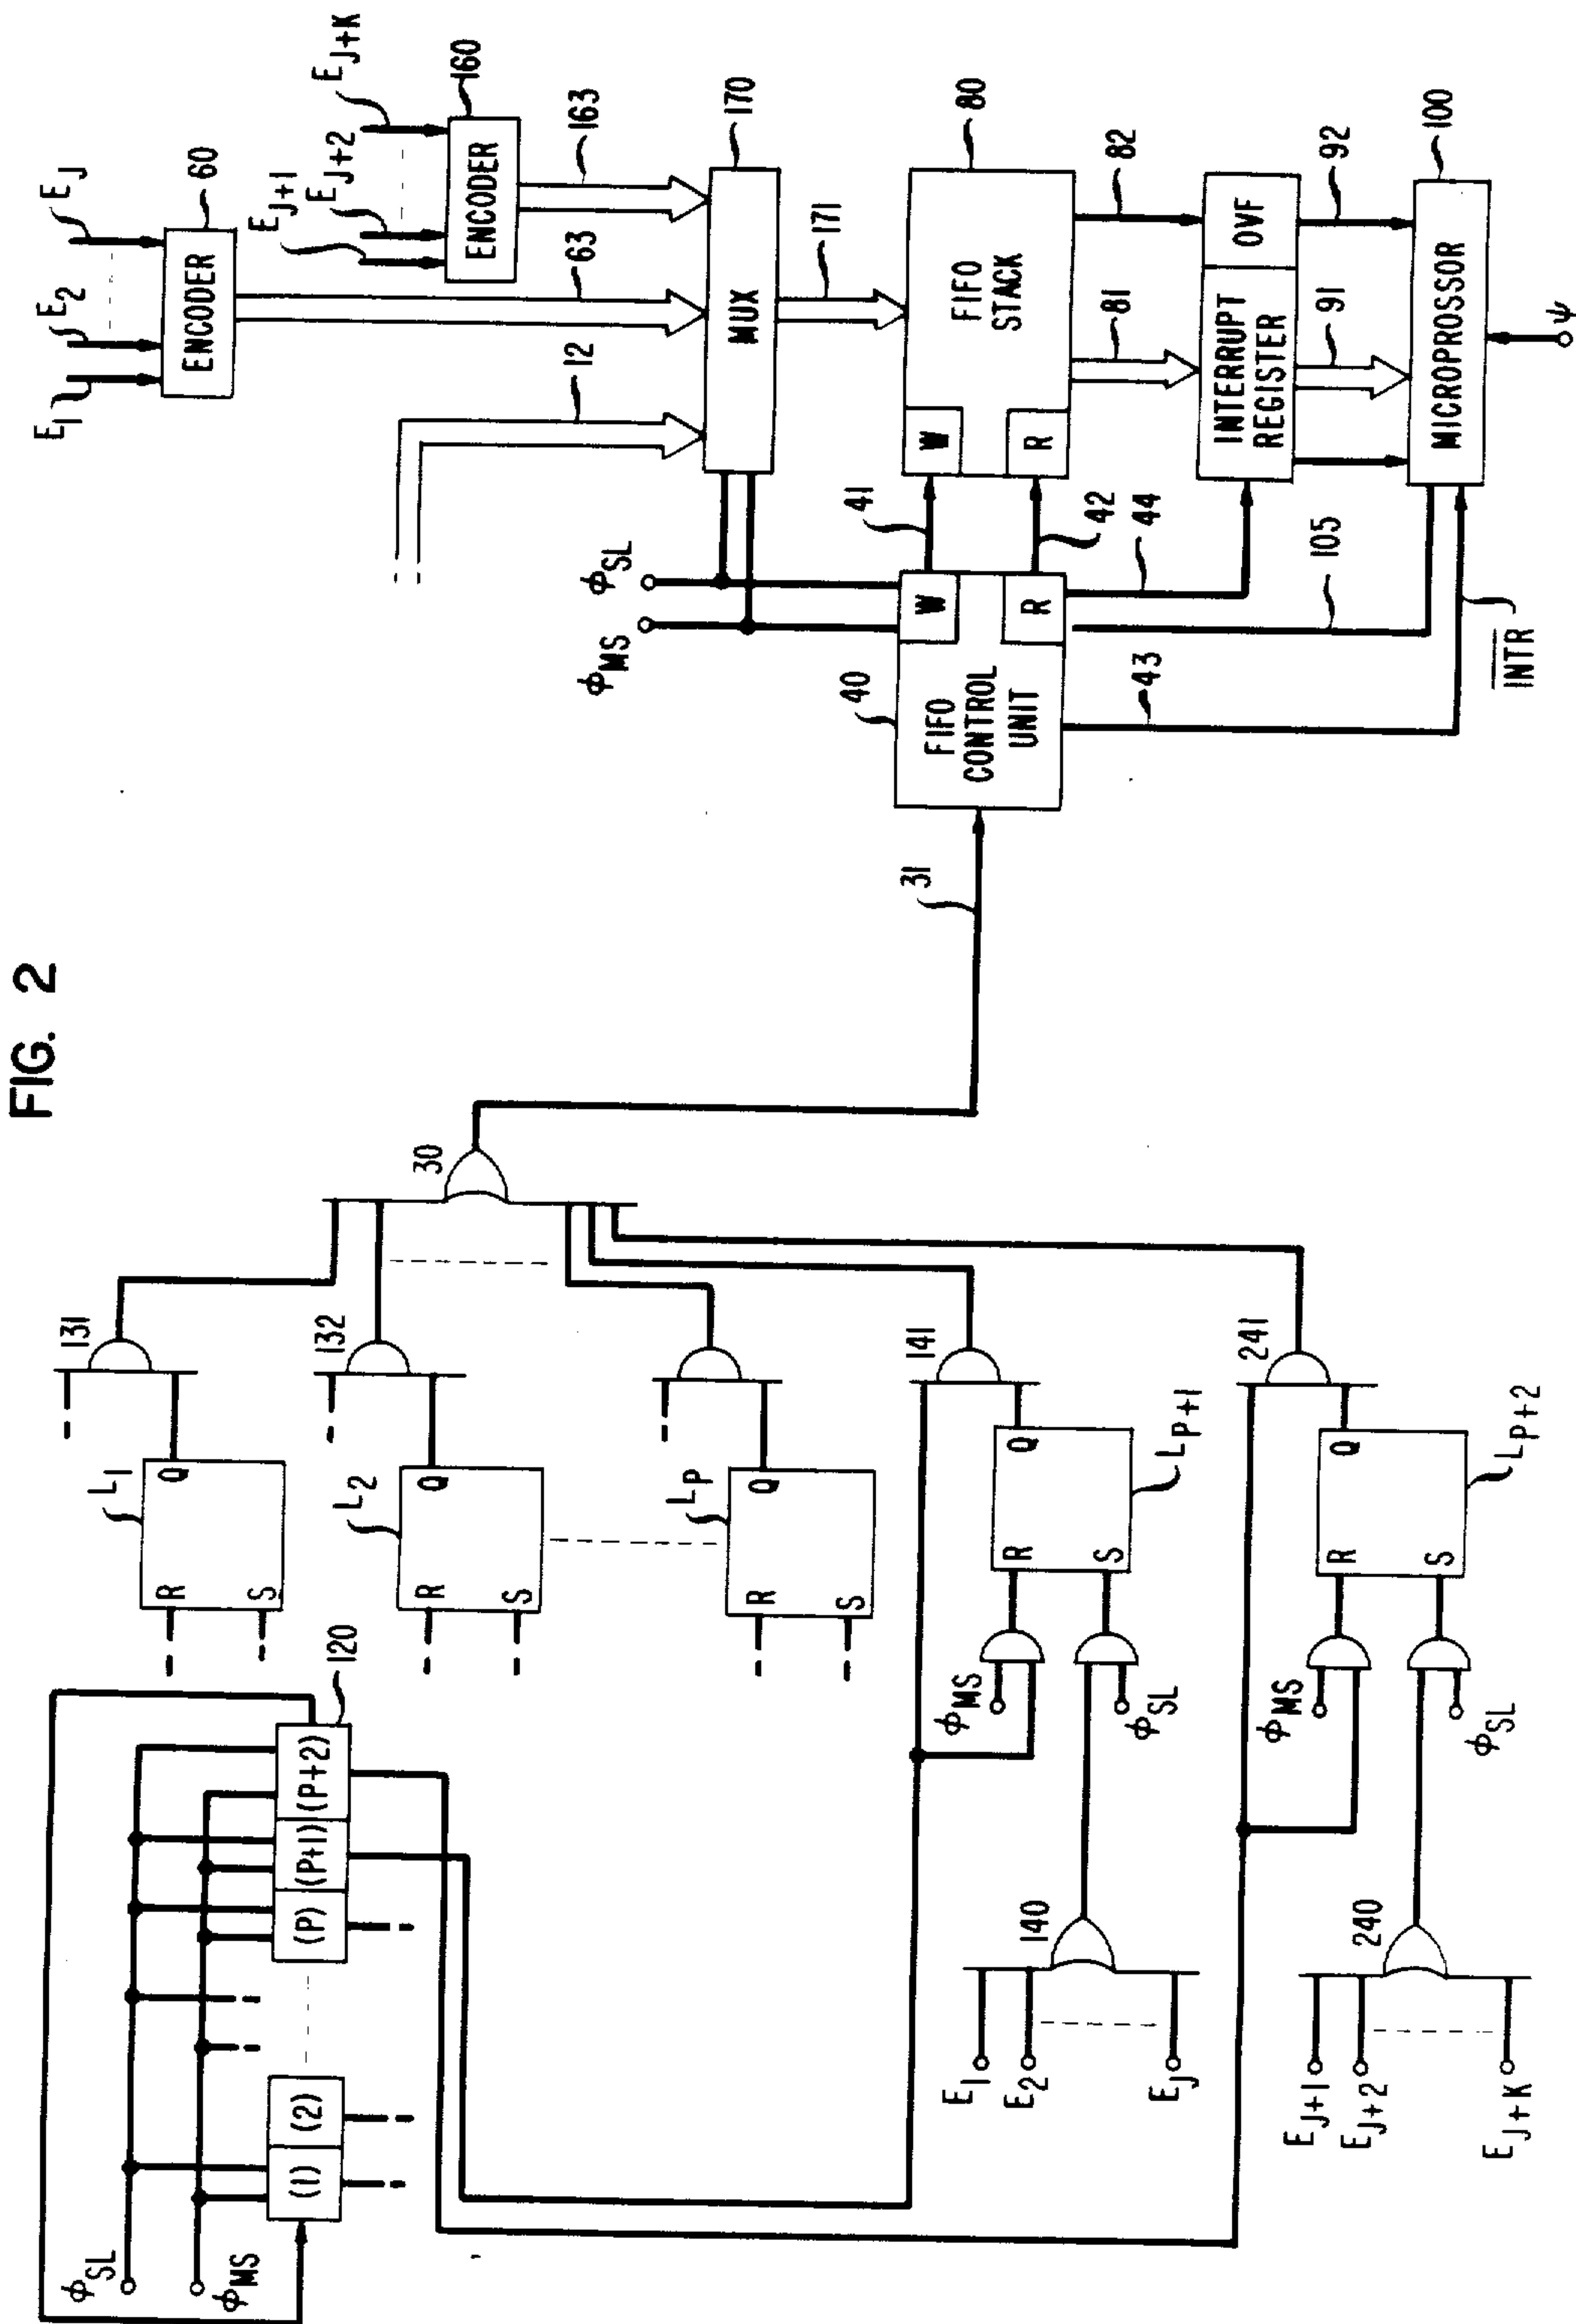 FIG. 2
ϕSL
ϕMS
(1)
(2)
(P)
(P+1)
(P+2)
120
R
S
Q
L1
131
R
S
Q
L2
132
R
S
Q
LP
30
31
E1
E2
EJ
140
ϕMS
ϕSL
R
S
Q
LP+1
141
EJ+1
EJ+2
EJ+K
240
ϕMS
ϕSL
R
S
Q
LP+2
241
E1
E2
EJ
ENCODER
60
EJ+1
EJ+2
EJ+K
ENCODER
160
12
63
163
MUX
170
171
ϕMS
ϕSL
40
FIFO
CONTROL
UNIT
W
R
41
42
W
R
FIFO
STACK
80
81
82
43
44
105
INTERRUPT
REGISTER
OVF
91
92
INTR
MICROPROSSOR
100
ψ